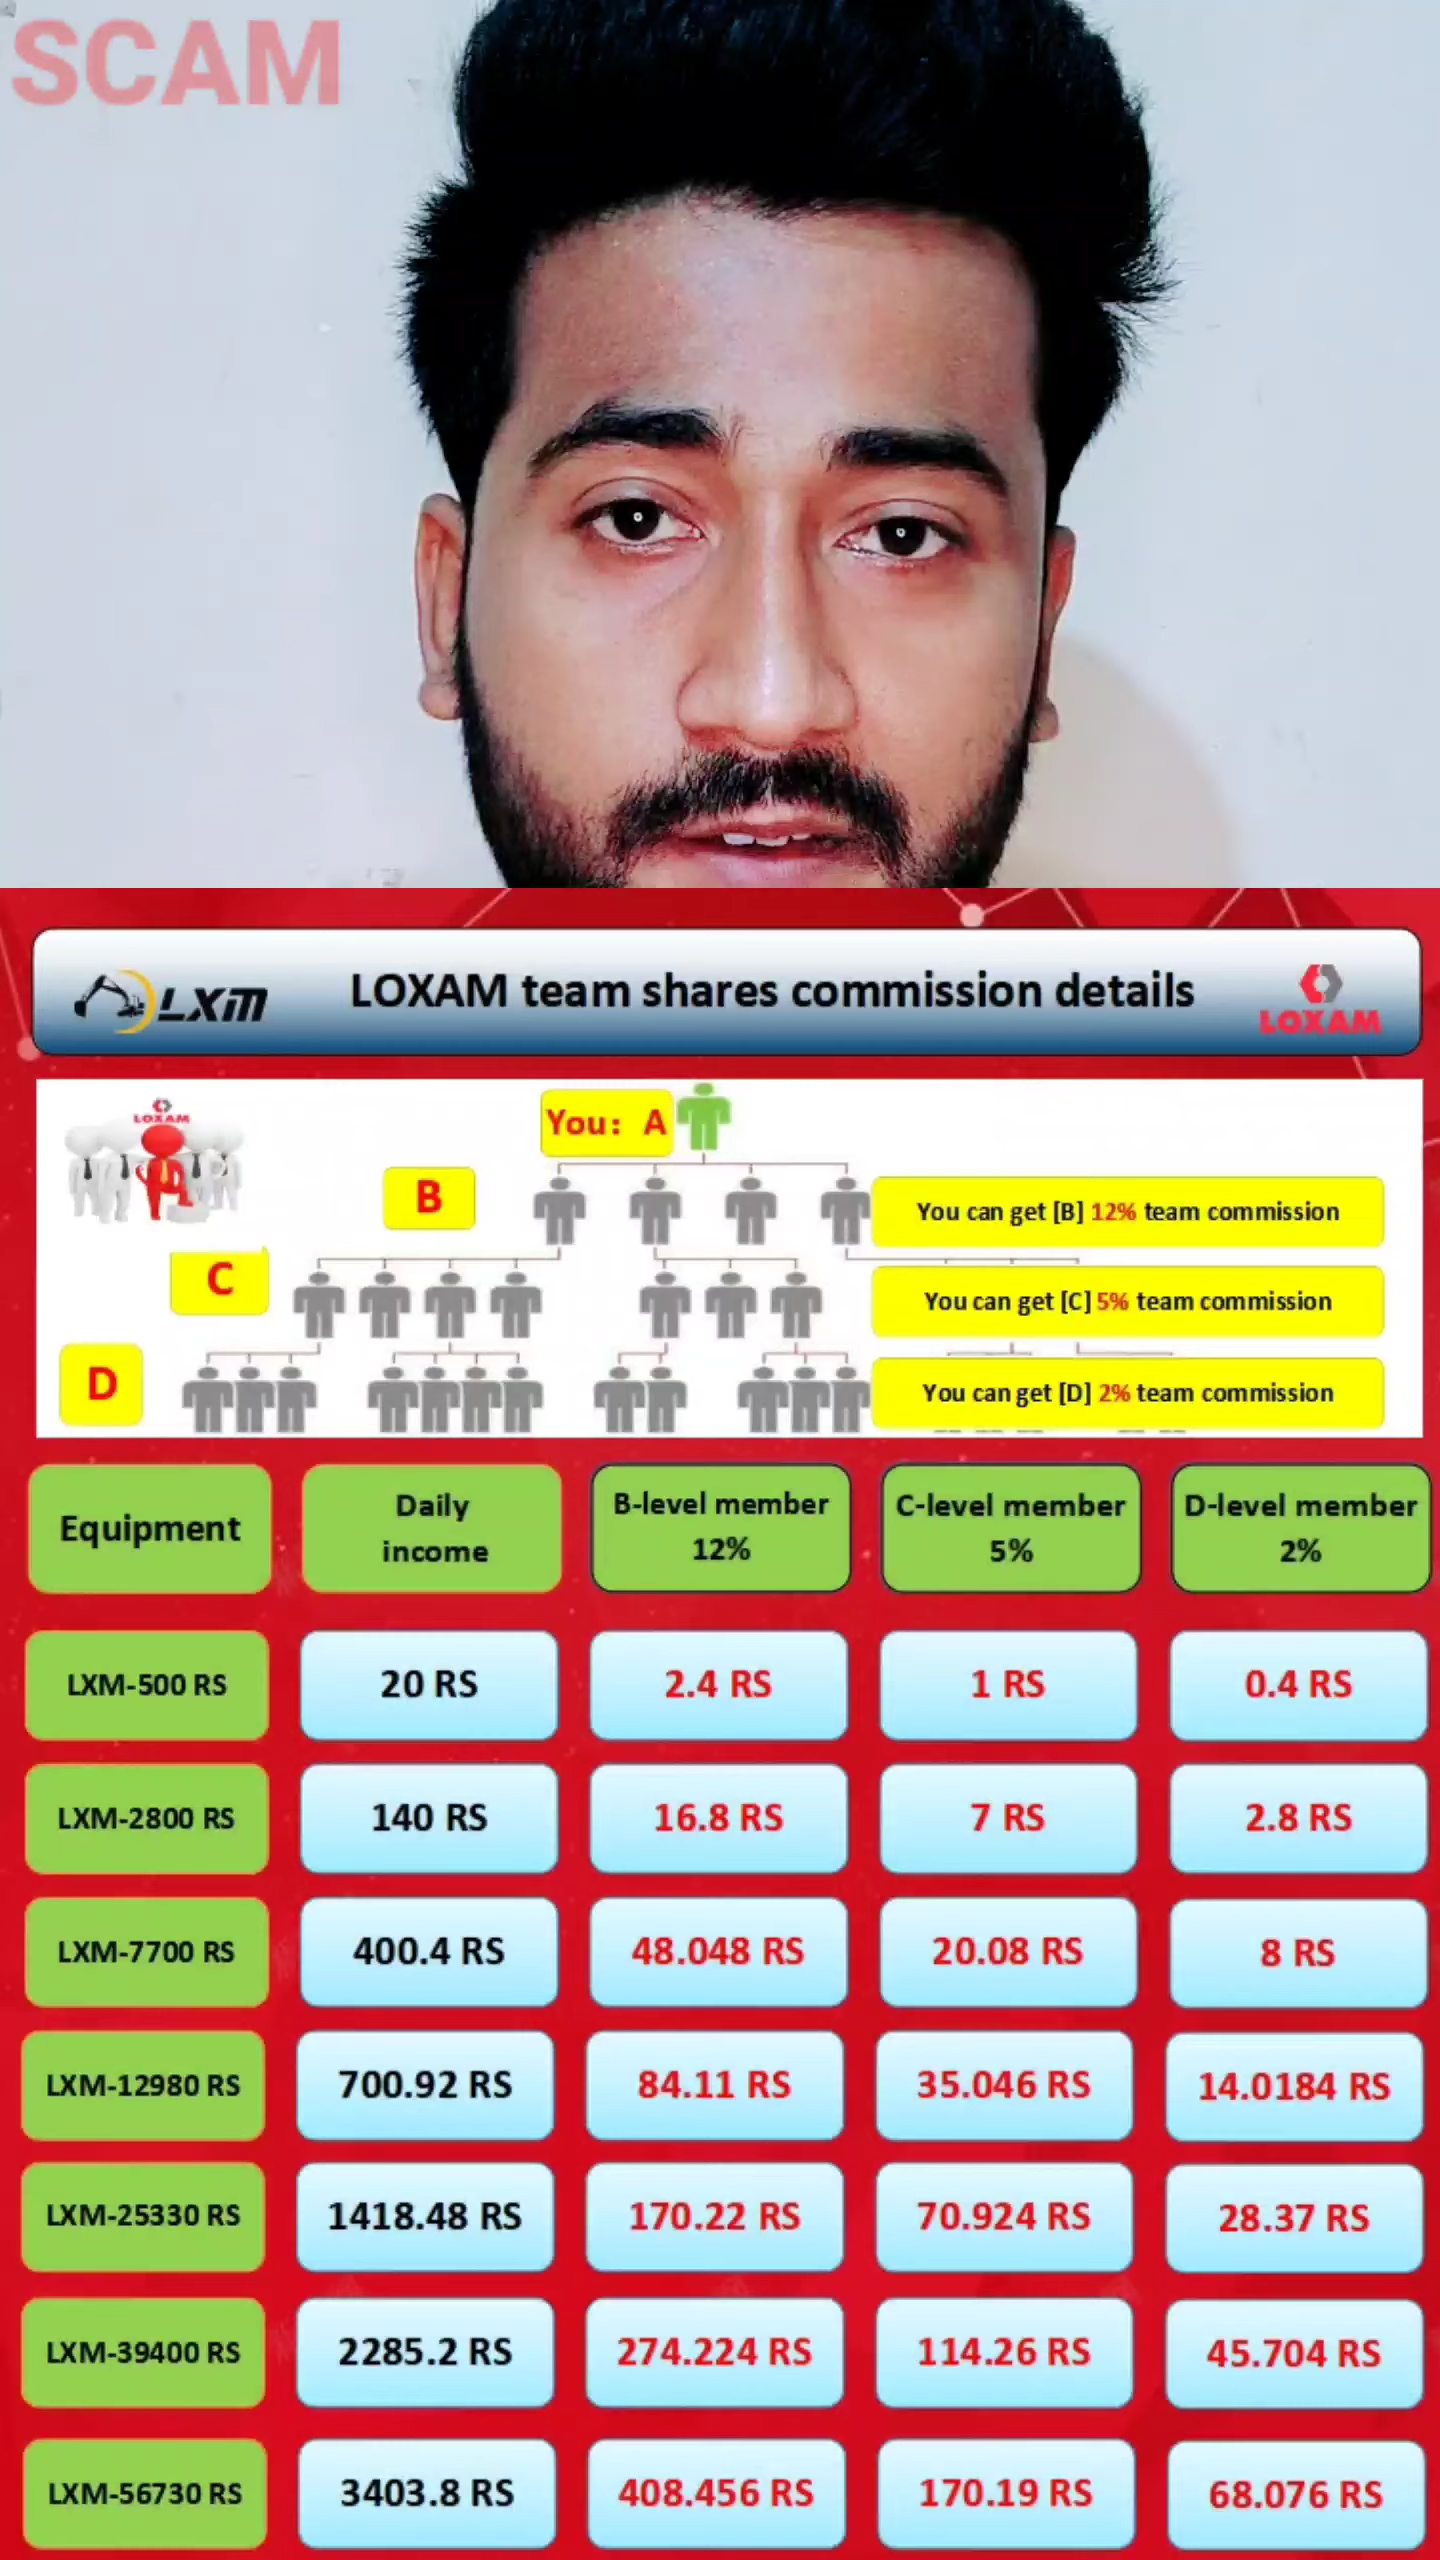 SCAM
LXM
LOXAM team shares commission details
LOXAM
LOXAM
You: A
B
You can get [B] 12% team commission
C
You can get [C] 5% team commission
D
You can get [D] 2% team commission
Equipment
Daily
income
B-level member
12%
C-level member
5%
D-level member
2%
LXM-500 RS
20 RS
2.4 RS
1 RS
0.4 RS
LXM-2800 RS
140 RS
16.8 RS
7 RS
2.8 RS
LXM-7700 RS
400.4 RS
48.048 RS
20.08 RS
8 RS
LXM-12980 RS
700.92 RS
84.11 RS
35.046 RS
14.0184 RS
LXM-25330 RS
1418.48 RS
170.22 RS
70.924 RS
28.37 RS
LXM-39400 RS
2285.2 RS
274.224 RS
114.26 RS
45.704 RS
LXM-56730 RS
3403.8 RS
408.456 RS
170.19 RS
68.076 RS